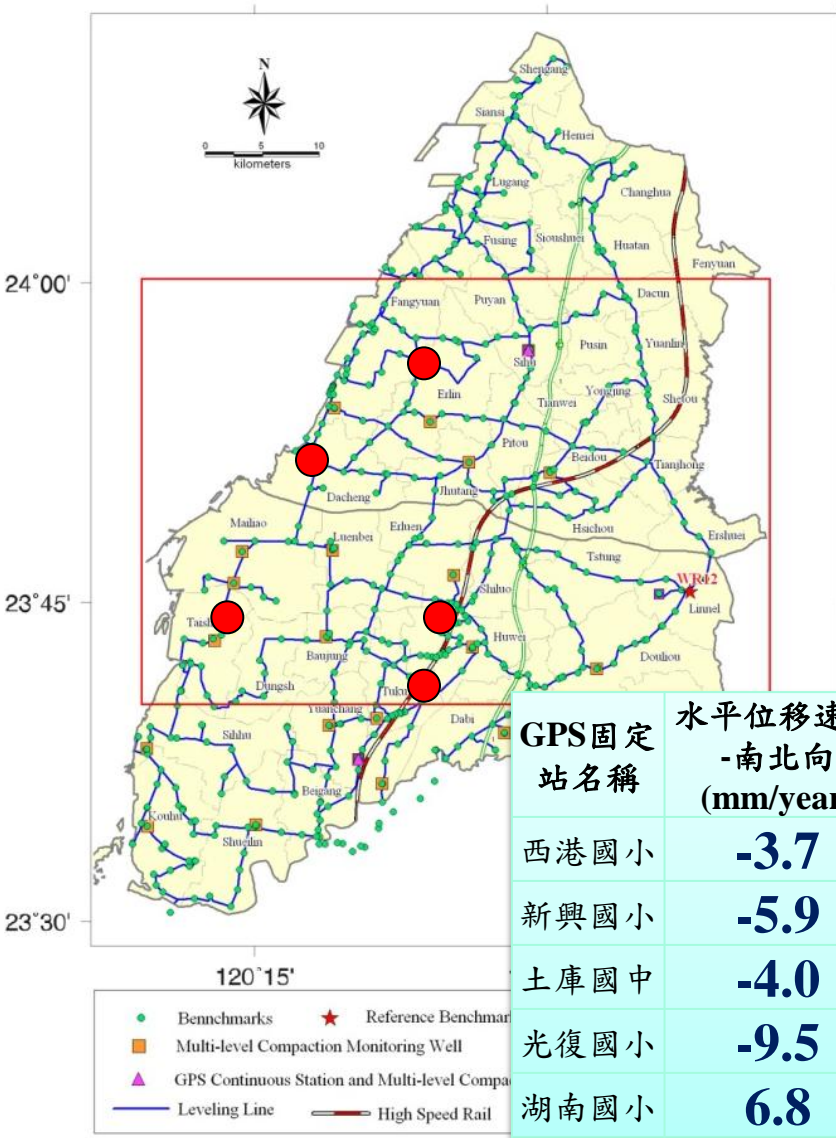 N
0 5 10
kilometers
Shengang
Siansi
Hemei
Lugang
Changhua
Fusing
Sioushuei
Huatan
Fenyuan
24°00'
Fangyuan
Puyan
Dacun
Sihu
Pusin
Yuanlin
Erlin
Yongjing
Shetou
Tianwei
Pitou
Beidou
Tianjhong
Dacheng
Jhutang
Mailiao
Luenbei
Erluen
Hsichou
Ershuei
Tstung
WR12
23°45'
Shiluo
Linnel
Taish
Huwei
Baujung
Douliou
Dungsh
Tuku
Yuanchang
Dabi
Sihhu
Beigang
Kouhu
Shueilin
23°30'
120°15'
Bennchmarks
Reference Benchmar
Multi-level Compaction Monitoring Well
GPS Continuous Station and Multi-level Compac
Leveling Line
High Speed Rail
GPS固定
站名稱
水平位移速
-南北向
(mm/year
西港國小 -3.7
新興國小 -5.9
土庫國中 -4.0
光復國小 -9.5
湖南國小 6.8